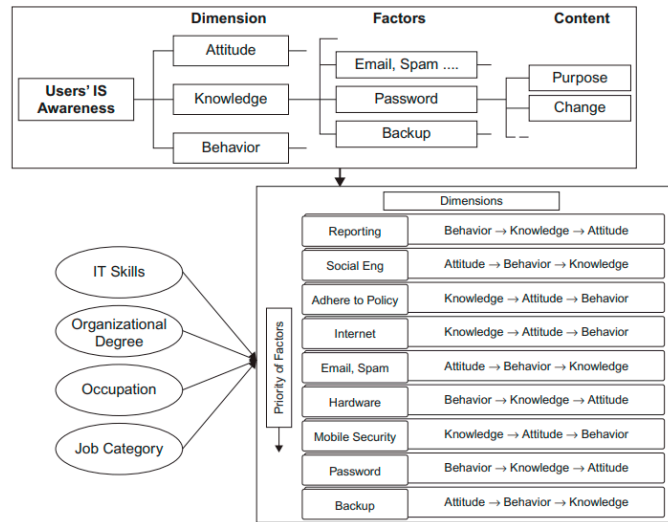 Dimension Factors Content
Attitude
Email, Spam ....
Purpose
Users' IS
Awareness
Knowledge
Password
Change
Behavior
Backup
Dimensions
Reporting Behavior → Knowledge → Attitude
Social Eng Attitude → Behavior → Knowledge
Adhere to Policy Knowledge → Attitude → Behavior
Internet Knowledge → Attitude → Behavior
Email, Spam Attitude → Behavior → Knowledge
Hardware Behavior → Knowledge → Attitude
Mobile Security Knowledge → Attitude → Behavior
Password Behavior → Knowledge → Attitude
Backup Attitude → Behavior → Knowledge
Priority of Factors
IT Skills
Organizational
Degree
Occupation
Job Category